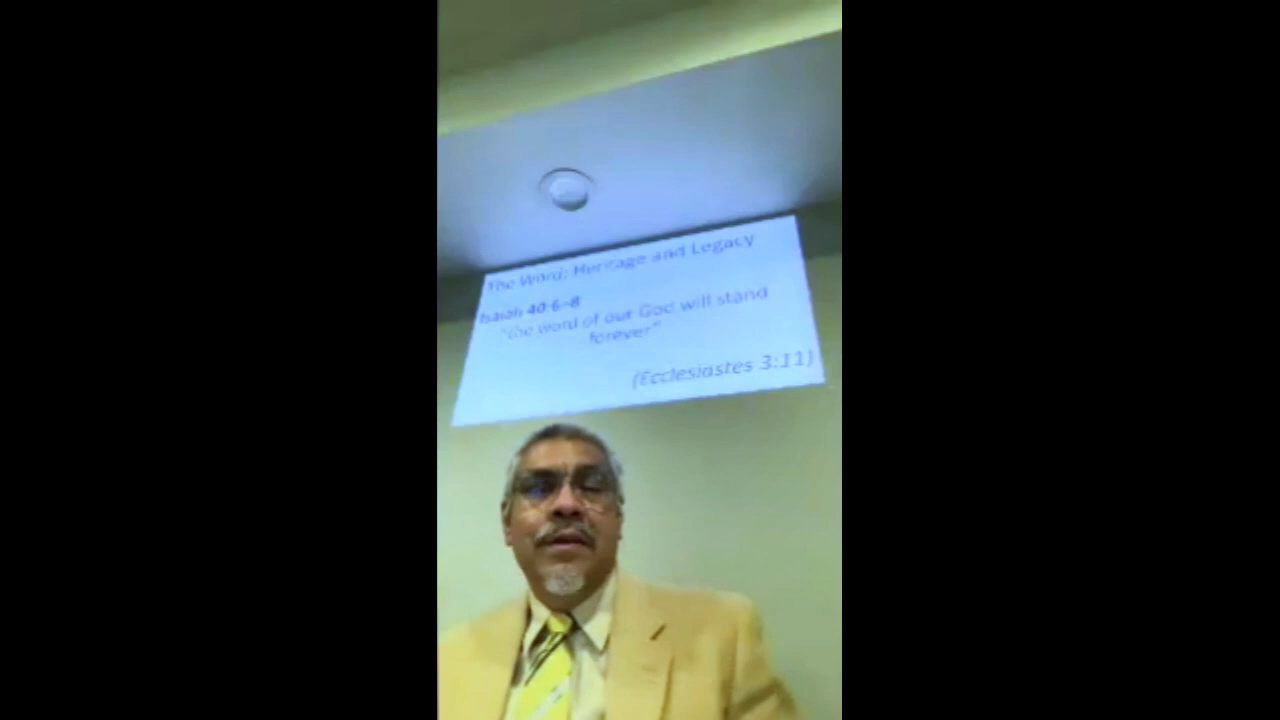 The Word: Heritage and Legacy
Isaiah 40:6–8
“the word of our God will stand
forever”
(Ecclesiastes 3:11)